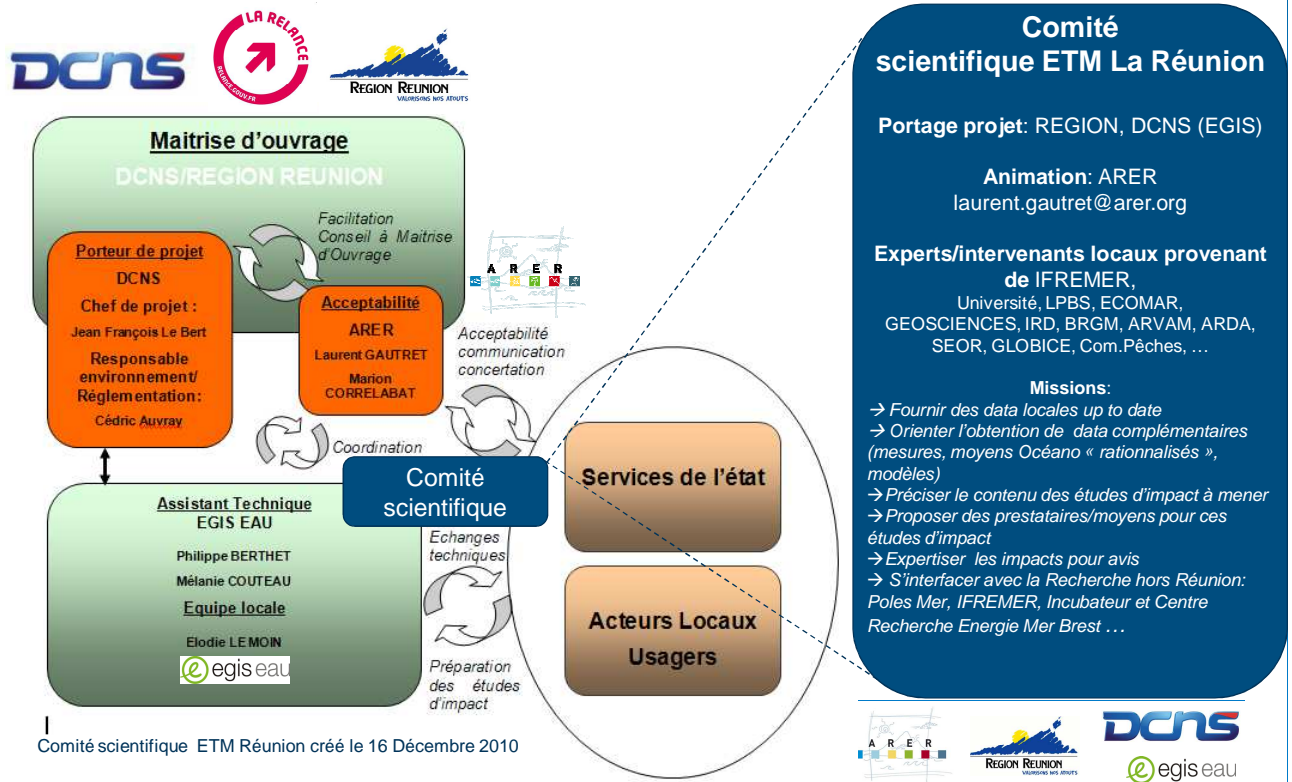 DCNS
LA RELANCE
RELANCE.GOUV.FR
REGION REUNION
VALORISONS NOS ATOUTS
Maitrise d'ouvrage
DCNS/REGION REUNION
Facilitation
Conseil à Maitrise
d'Ouvrage
Porteur de projet
DCNS
Chef de projet :
Jean François Le Bert
Responsable
environnement/
Réglementation:
Cédric Auvray
Acceptabilité
ARER
Laurent GAUTRET
Marion
CORRELABAT
A R E R
Acceptabilité
communication
concertation
Coordination
Comité
scientifique
Assistant Technique
EGIS EAU
Philippe BERTHET
Mélanie COUTEAU
Equipe locale
Elodie LE MOIN
egis eau
Echanges
techniques
Préparation
des études
d'impact
Services de l'état
Acteurs Locaux
Usagers
Comité scientifique ETM Réunion créé le 16 Décembre 2010
Comité
scientifique ETM La Réunion
Portage projet: REGION, DCNS (EGIS)
Animation: ARER
laurent.gautret@arer.org
Experts/intervenants locaux provenant
de IFREMER,
Université, LPBS, ECOMAR,
GEOSCIENCES, IRD, BRGM, ARVAM, ARDA,
SEOR, GLOBICE, Com.Pêches, …
Missions:
→ Fournir des data locales up to date
→ Orienter l'obtention de data complémentaires
(mesures, moyens Océano « rationnalisés »,
modèles)
→Préciser le contenu des études d'impact à mener
→Proposer des prestataires/moyens pour ces
études d'impact
→Expertiser les impacts pour avis
→ S'interfacer avec la Recherche hors Réunion:
Poles Mer, IFREMER, Incubateur et Centre
Recherche Energie Mer Brest …
A R E R
REGION REUNION
VALORISONS NOS ATOUTS
DCNS
egis eau